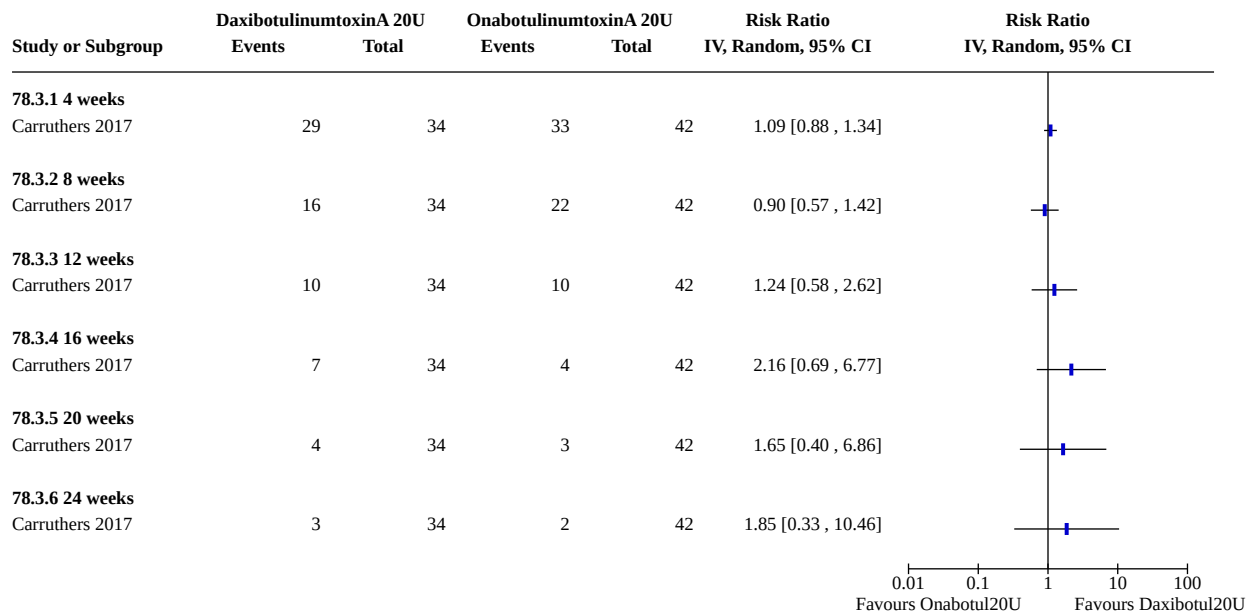 DaxibotulinumtoxinA 20U OnabotulinumtoxinA 20U Risk Ratio Risk Ratio
Study or Subgroup Events Total Events Total IV, Random, 95% CI IV, Random, 95% CI
78.3.1 4 weeks
Carruthers 2017 29 34 33 42 1.09 [0.88 , 1.34]
78.3.2 8 weeks
Carruthers 2017 16 34 22 42 0.90 [0.57 , 1.42]
78.3.3 12 weeks
Carruthers 2017 10 34 10 42 1.24 [0.58 , 2.62]
78.3.4 16 weeks
Carruthers 2017 7 34 4 42 2.16 [0.69 , 6.77]
78.3.5 20 weeks
Carruthers 2017 4 34 3 42 1.65 [0.40 , 6.86]
78.3.6 24 weeks
Carruthers 2017 3 34 2 42 1.85 [0.33 , 10.46]
0.01 0.1 1 10 100
Favours Onabotul20U Favours Daxibotul20U